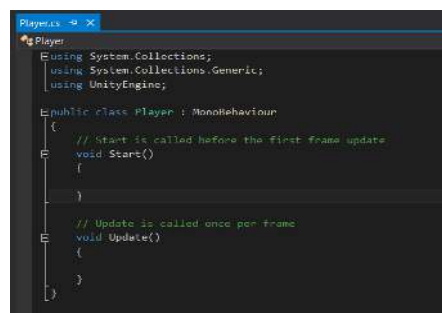 Player.cs
Player
using System.Collections;
using System.Collections.Generic;
using UnityEngine;
public class Player : MonoBehaviour
{
// Start is called before the first frame update
void Start()
{
}
// Update is called once per frame
void Update()
{
}
}